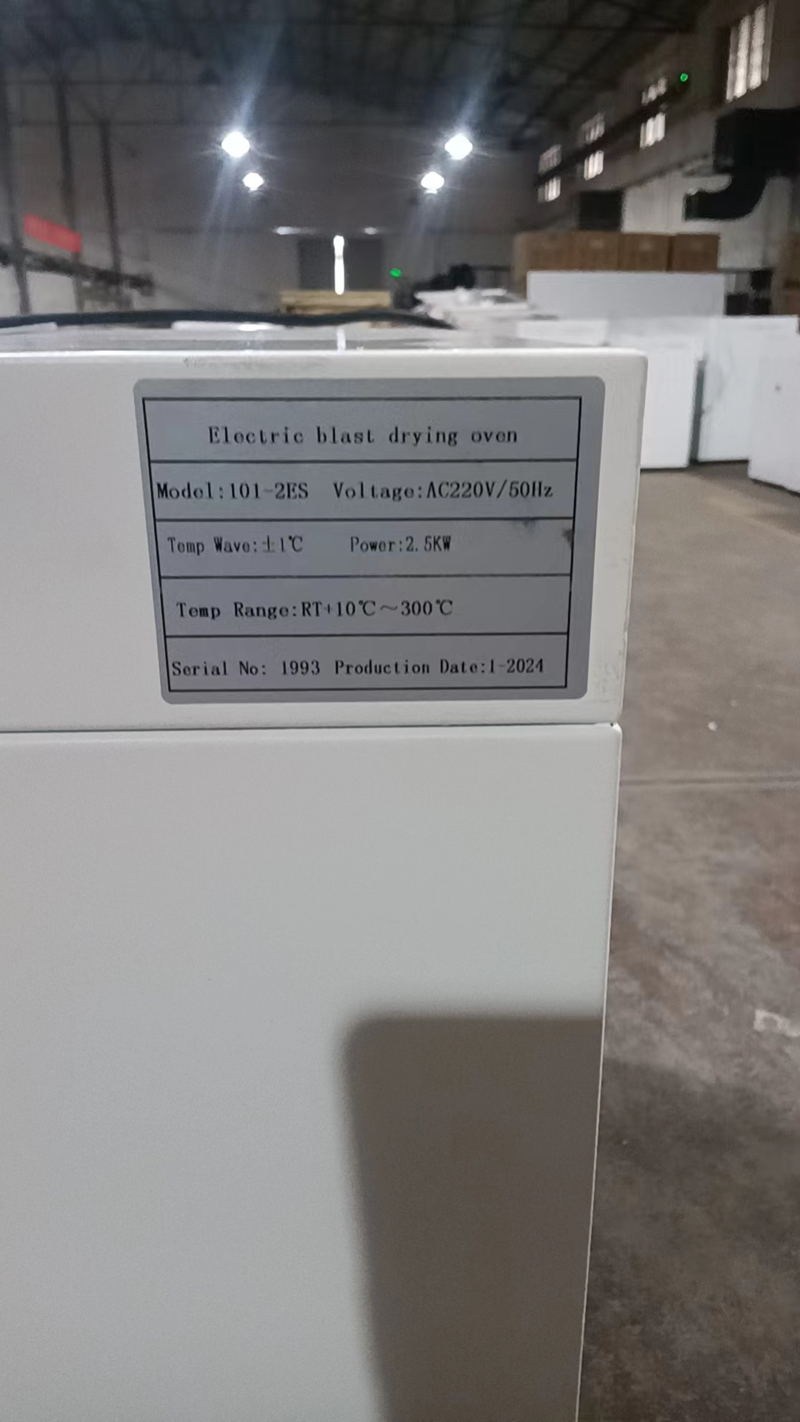 Electric blast drying oven
Model:101-2ES Voltage:AC220V/50Hz
Temp Wave:±1℃ Power:2.5KW
Temp Range:RT+10℃～300℃
Serial No: 1993 Production Date:1-2024